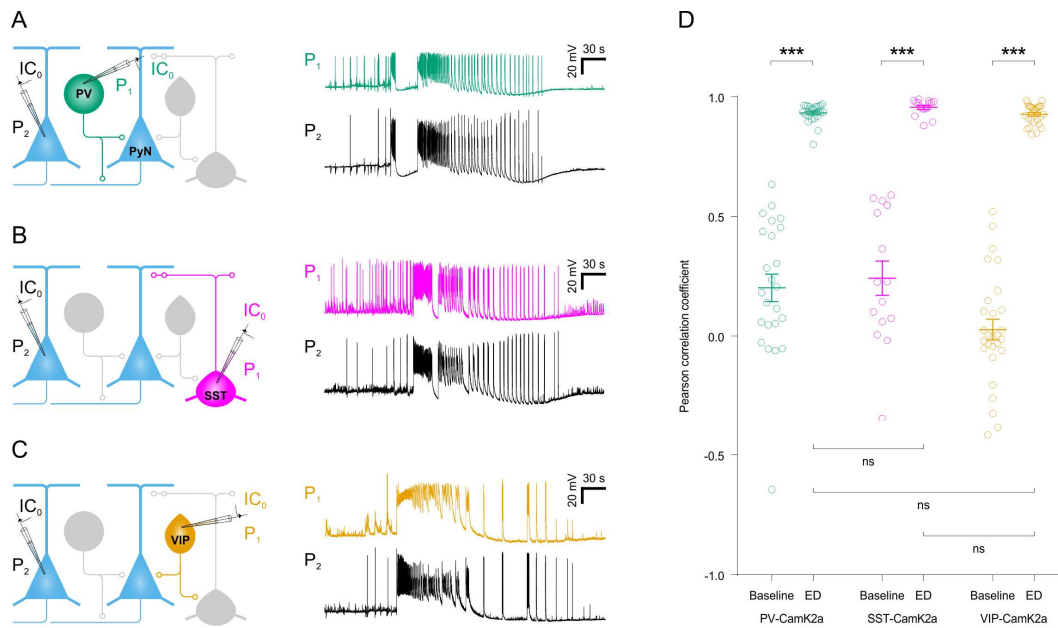 A
IC₀
PV
P₁
IC₀
P₂
PyN
P₁
P₂
30 s
20 mV
B
IC₀
P₂
IC₀
P₁
SST
P₁
P₂
30 s
20 mV
C
IC₀
P₂
VIP
IC₀
P₁
P₁
P₂
30 s
20 mV
D
*** *** ***
Pearson correlation coefficient
1.0
0.5
0.0
-0.5
-1.0
ns
ns
ns
Baseline ED Baseline ED Baseline ED
PV-CamK2a SST-CamK2a VIP-CamK2a